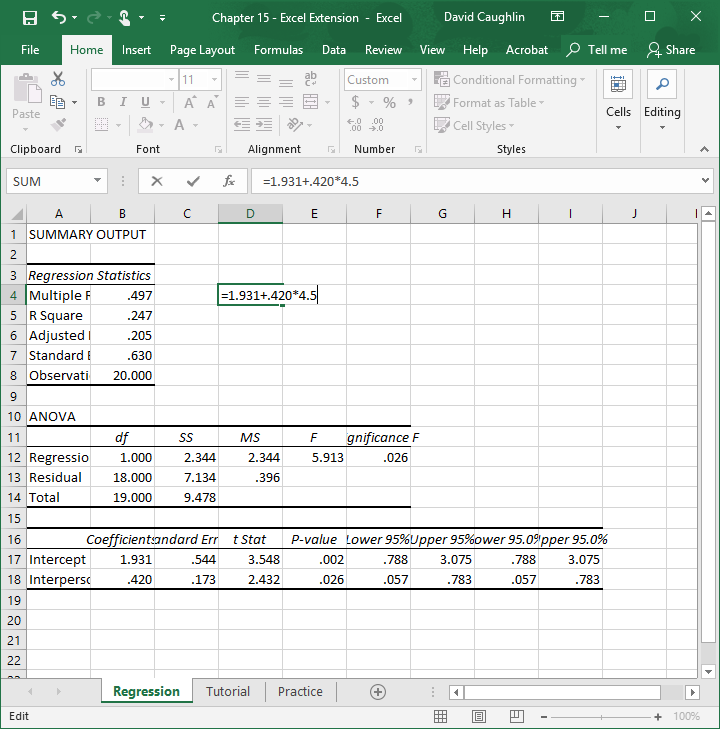 Chapter 15 - Excel Extension - Excel David Caughlin
File Home Insert Page Layout Formulas Data Review View Help Acrobat Tell me Share
11 Custom Conditional Formatting
Paste B I U A A $ % , Format as Table Cells Editing
A Cell Styles
Clipboard Font Alignment Number Styles
SUM fx =1.931+.420*4.5
A B C D E F G H I J
1 SUMMARY OUTPUT
2
3 Regression Statistics
4 Multiple R .497 =1.931+.420*4.5
5 R Square .247
6 Adjusted .205
7 Standard .630
8 Observati 20.000
9
10 ANOVA
11 df SS MS F gnificance F
12 Regressio 1.000 2.344 2.344 5.913 .026
13 Residual 18.000 7.134 .396
14 Total 19.000 9.478
15
16 Coefficients andard Err t Stat P-value Lower 95% Upper 95% ower 95.0% pper 95.0%
17 Intercept 1.931 .544 3.548 .002 .788 3.075 .788 3.075
18 Interperso .420 .173 2.432 .026 .057 .783 .057 .783
19
20
21
22
Regression Tutorial Practice
Edit 100%